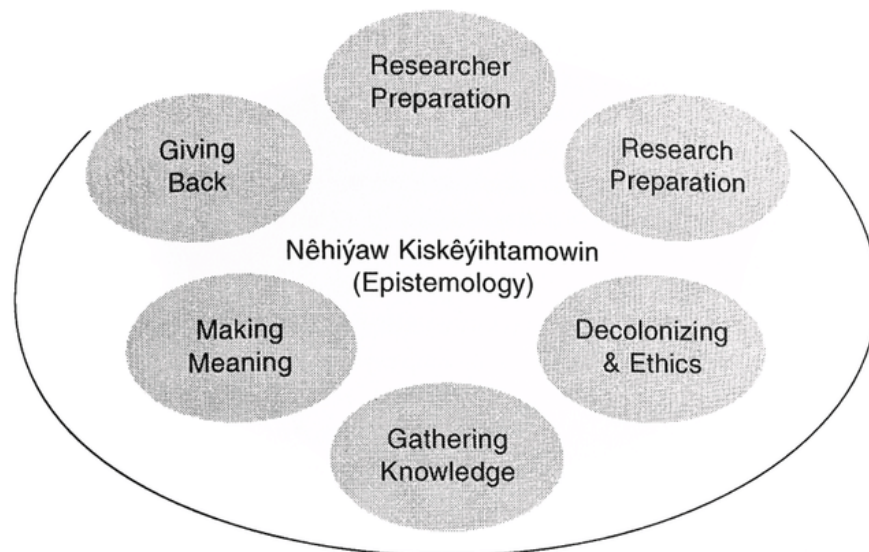 Researcher
Preparation
Giving
Back
Research
Preparation
Nêhiýaw Kiskêýihtamowin
(Epistemology)
Making
Meaning
Decolonizing
& Ethics
Gathering
Knowledge